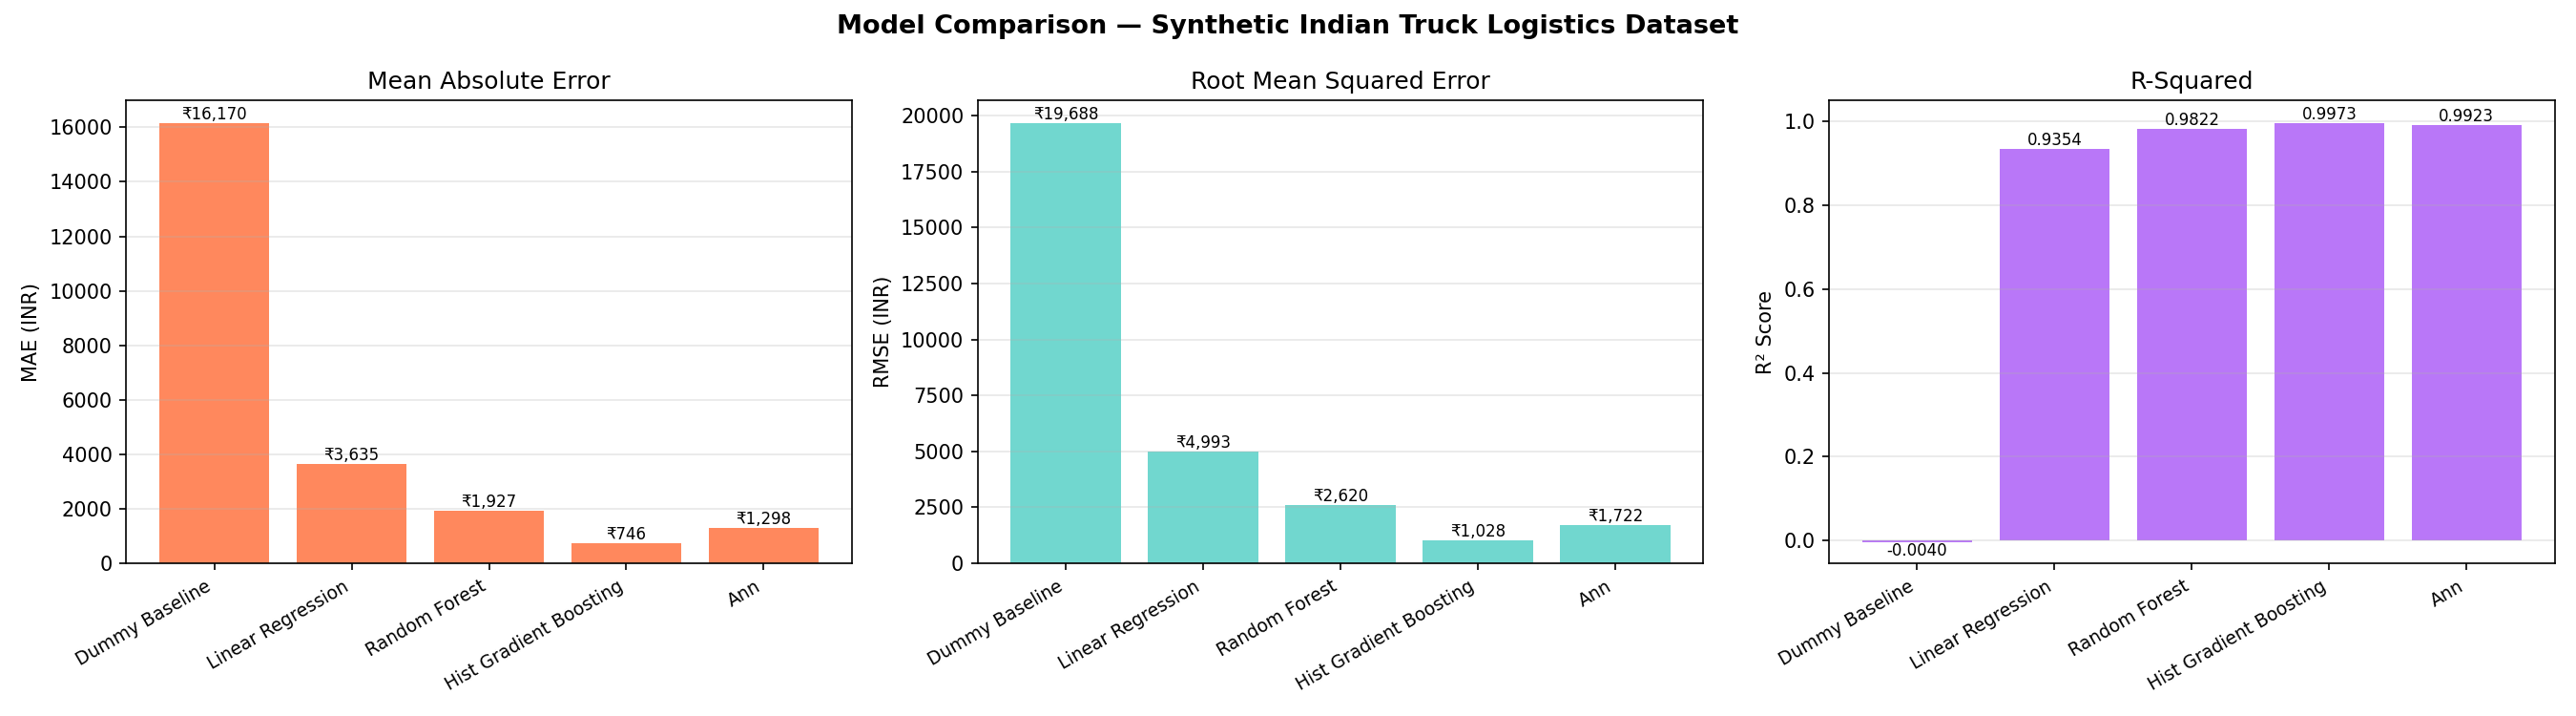 Model Comparison — Synthetic Indian Truck Logistics Dataset
Mean Absolute Error
MAE (INR)
16000
14000
12000
10000
8000
6000
4000
2000
0
₹16,170
₹3,635
₹1,927
₹746
₹1,298
Dummy Baseline
Linear Regression
Random Forest
Hist Gradient Boosting
Ann
Root Mean Squared Error
RMSE (INR)
20000
17500
15000
12500
10000
7500
5000
2500
0
₹19,688
₹4,993
₹2,620
₹1,028
₹1,722
Dummy Baseline
Linear Regression
Random Forest
Hist Gradient Boosting
Ann
R-Squared
R² Score
1.0
0.8
0.6
0.4
0.2
0.0
-0.0040
0.9354
0.9822
0.9973
0.9923
Dummy Baseline
Linear Regression
Random Forest
Hist Gradient Boosting
Ann